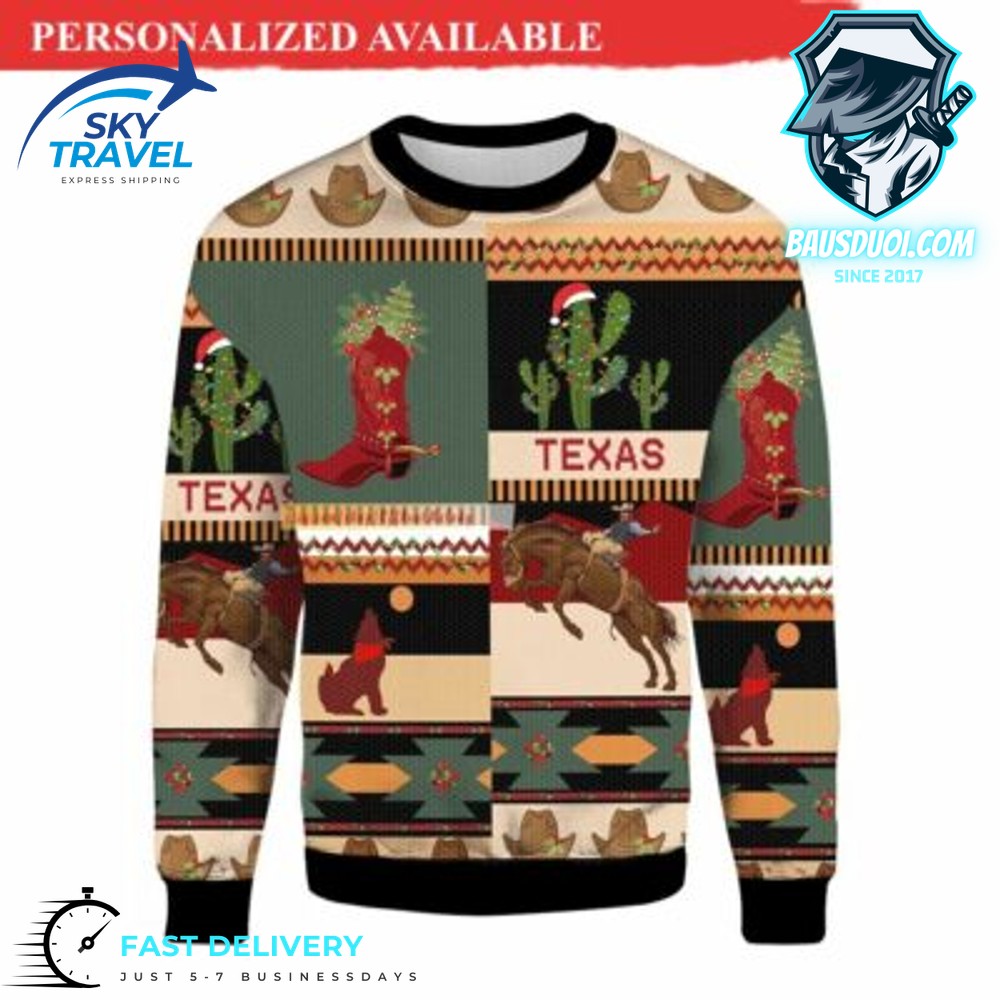 PERSONALIZED AVAILABLE
SKY
TRAVEL
EXPRESS SHIPPING
BAUSDUOI.COM
SINCE 2017
TEXAS
TEXAS
FAST DELIVERY
JUST 5-7 BUSINESSDAYS